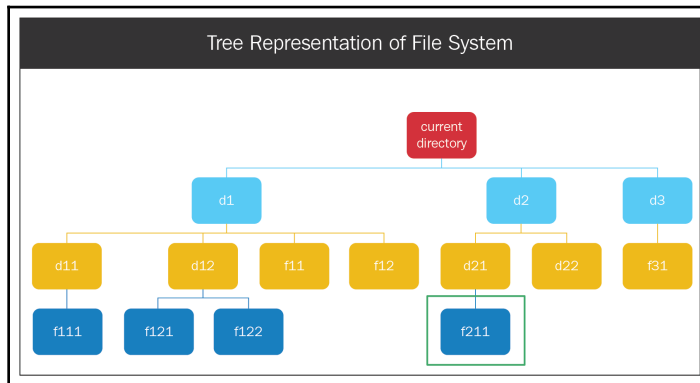 Tree Representation of File System
current
directory
d1
d2
d3
d11
d12
f11
f12
d21
d22
f31
f111
f121
f122
f211